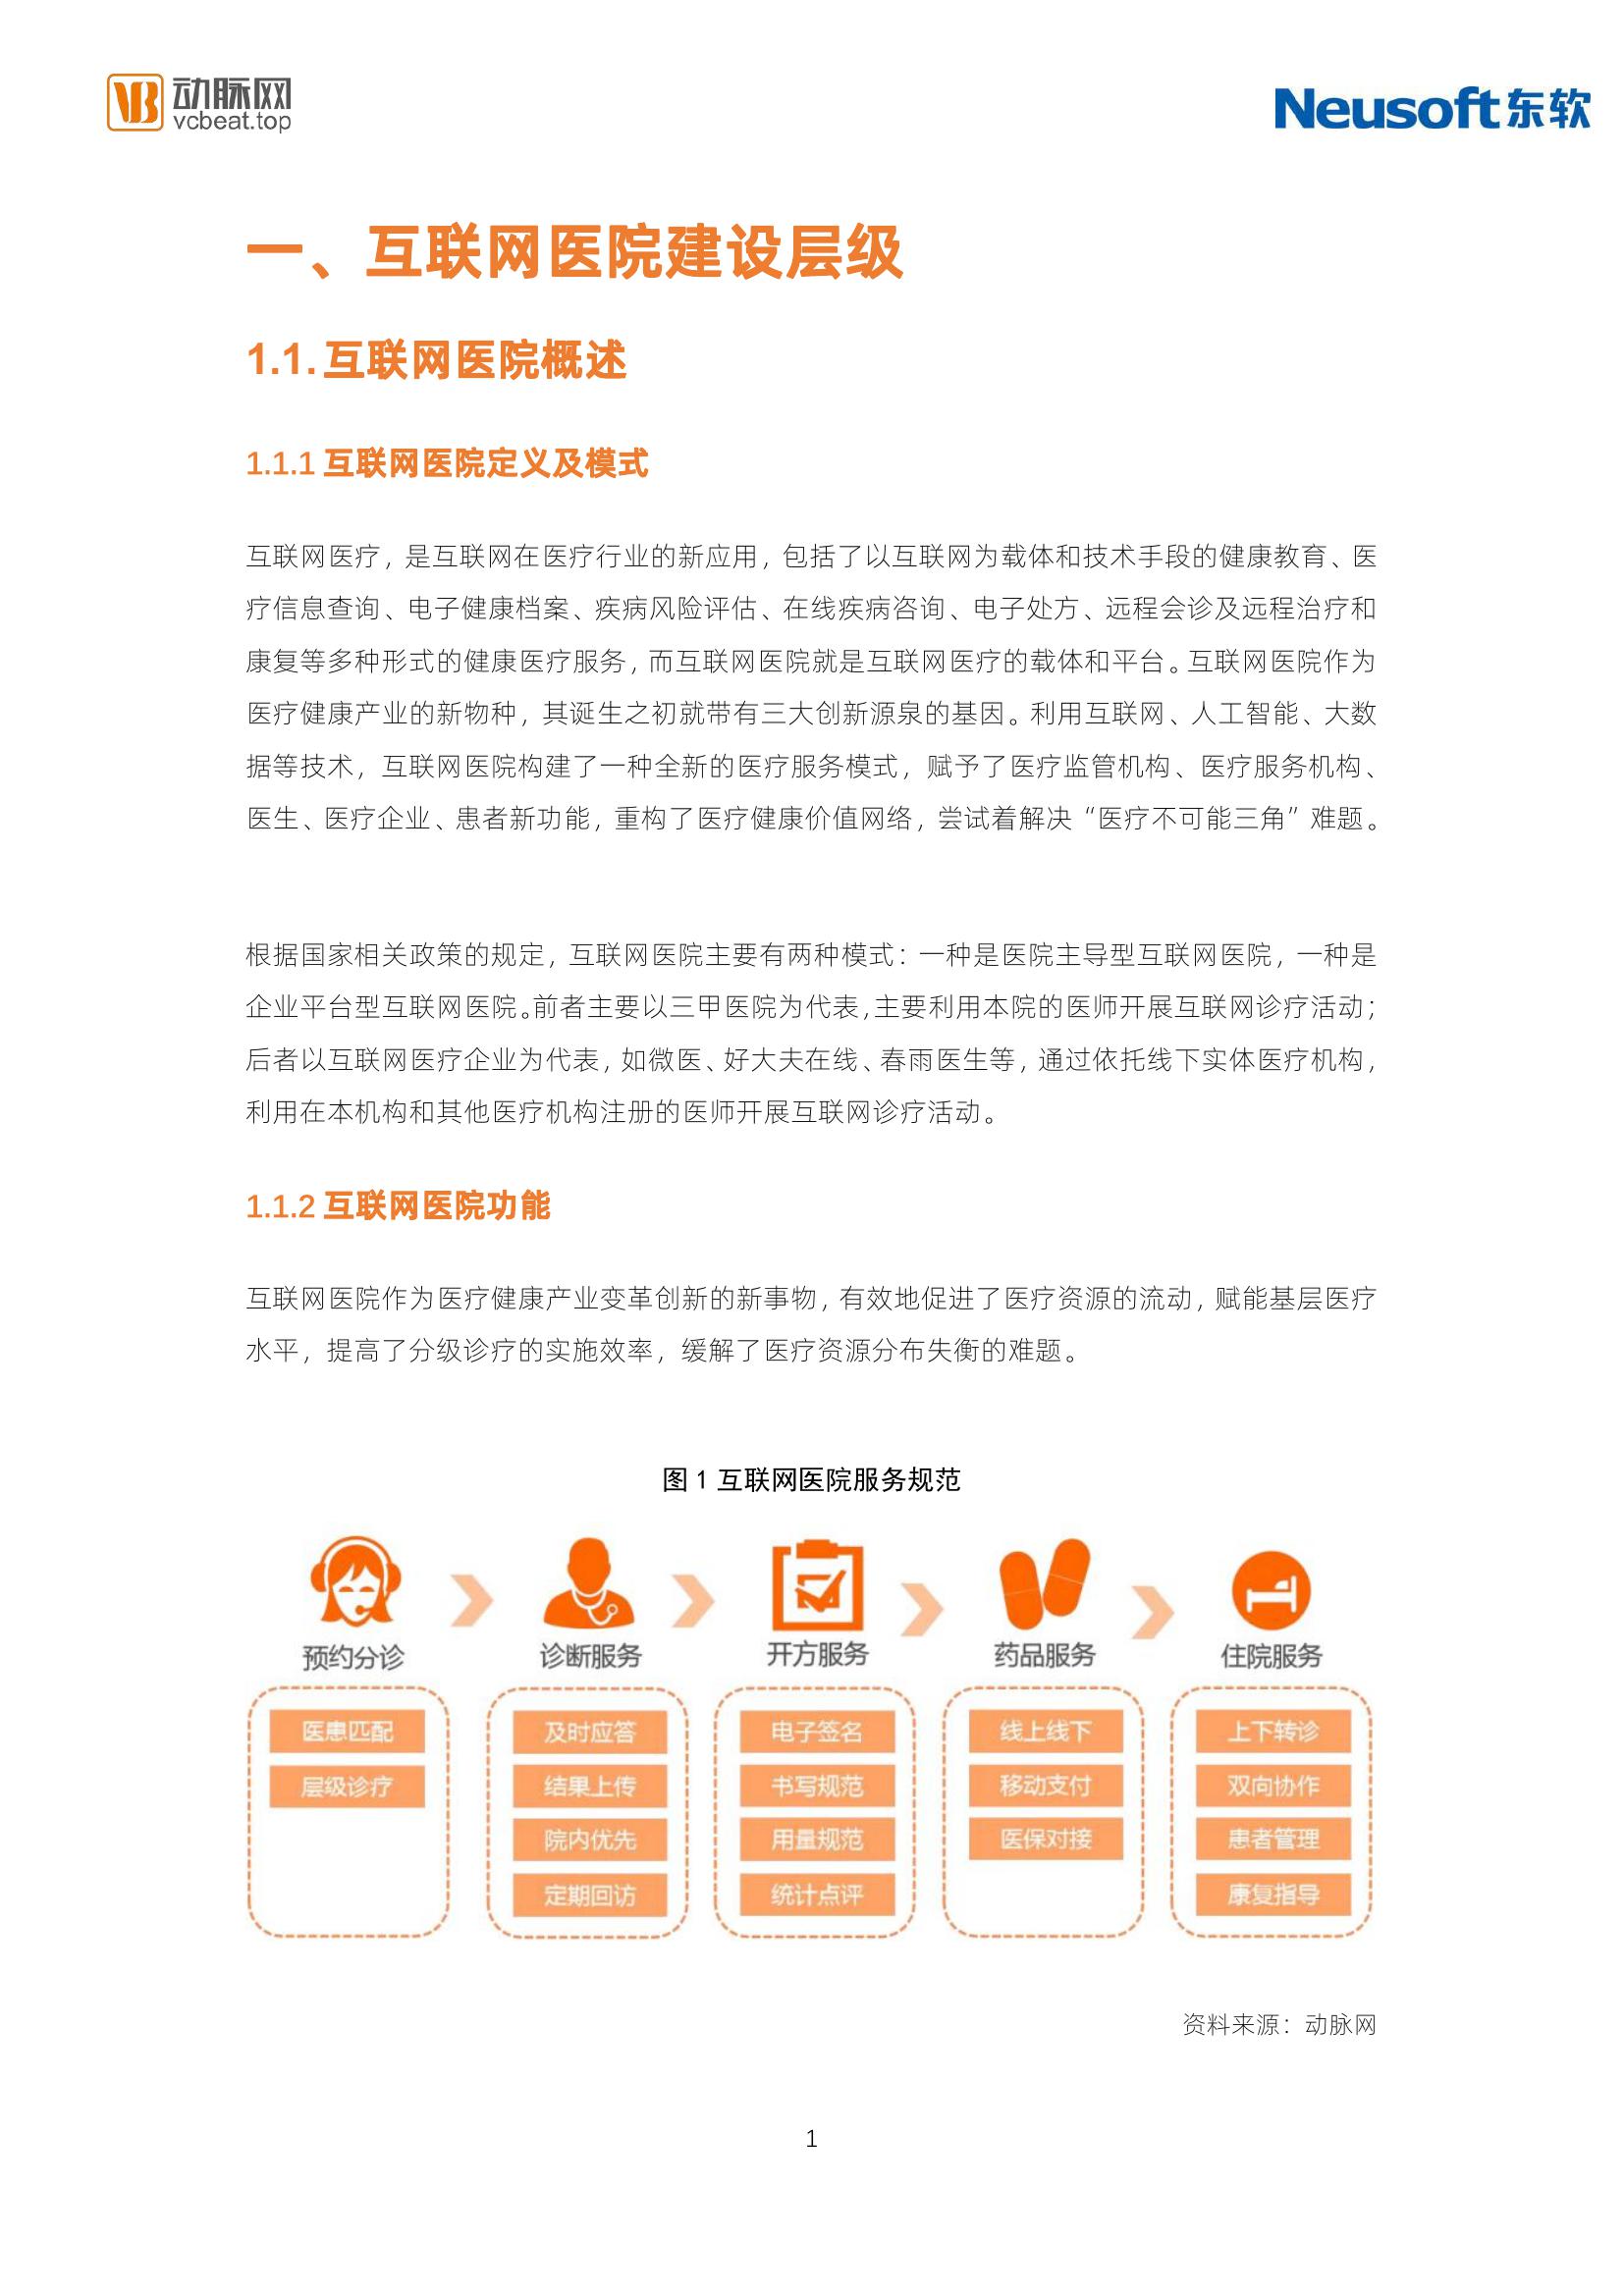 动脉网
vcbeat.top
Neusoft东软
一、互联网医院建设层级
1.1.互联网医院概述
1.1.1 互联网医院定义及模式
互联网医疗，是互联网在医疗行业的新应用，包括了以互联网为载体和技术手段的健康教育、医
疗信息查询、电子健康档案、疾病风险评估、在线疾病咨询、电子处方、远程会诊及远程治疗和
康复等多种形式的健康医疗服务，而互联网医院就是互联网医疗的载体和平台。互联网医院作为
医疗健康产业的新物种，其诞生之初就带有三大创新源泉的基因。利用互联网、人工智能、大数
据等技术，互联网医院构建了一种全新的医疗服务模式，赋予了医疗监管机构、医疗服务机构、
医生、医疗企业、患者新功能，重构了医疗健康价值网络，尝试着解决“医疗不可能三角”难题。
根据国家相关政策的规定，互联网医院主要有两种模式：一种是医院主导型互联网医院，一种是
企业平台型互联网医院。前者主要以三甲医院为代表，主要利用本院的医师开展互联网诊疗活动；
后者以互联网医疗企业为代表，如微医、好大夫在线、春雨医生等，通过依托线下实体医疗机构，
利用在本机构和其他医疗机构注册的医师开展互联网诊疗活动。
1.1.2 互联网医院功能
互联网医院作为医疗健康产业变革创新的新事物，有效地促进了医疗资源的流动，赋能基层医疗
水平，提高了分级诊疗的实施效率，缓解了医疗资源分布失衡的难题。
图 1 互联网医院服务规范
预约分诊
医患匹配
层级诊疗
诊断服务
及时应答
结果上传
院内优先
定期回访
开方服务
电子签名
书写规范
用量规范
统计点评
药品服务
线上线下
移动支付
医保对接
住院服务
上下转诊
双向协作
患者管理
康复指导
资料来源：动脉网
1